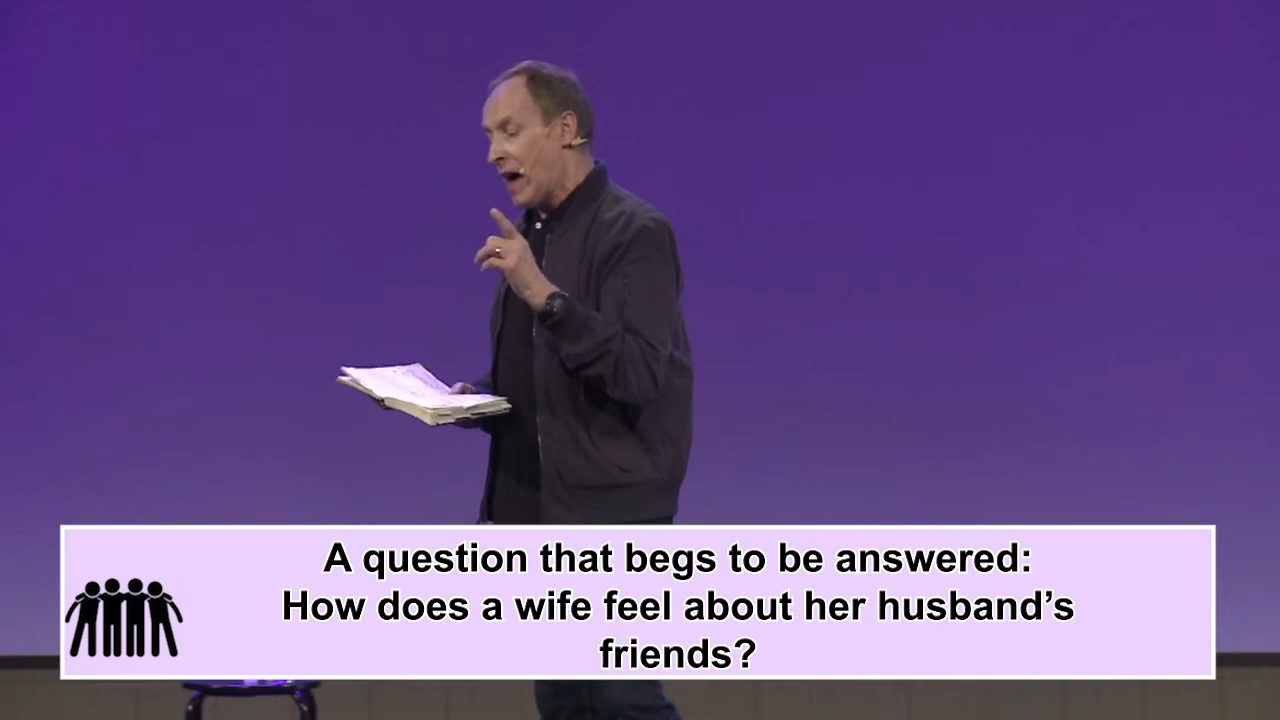 A question that begs to be answered:
How does a wife feel about her husband’s
friends?